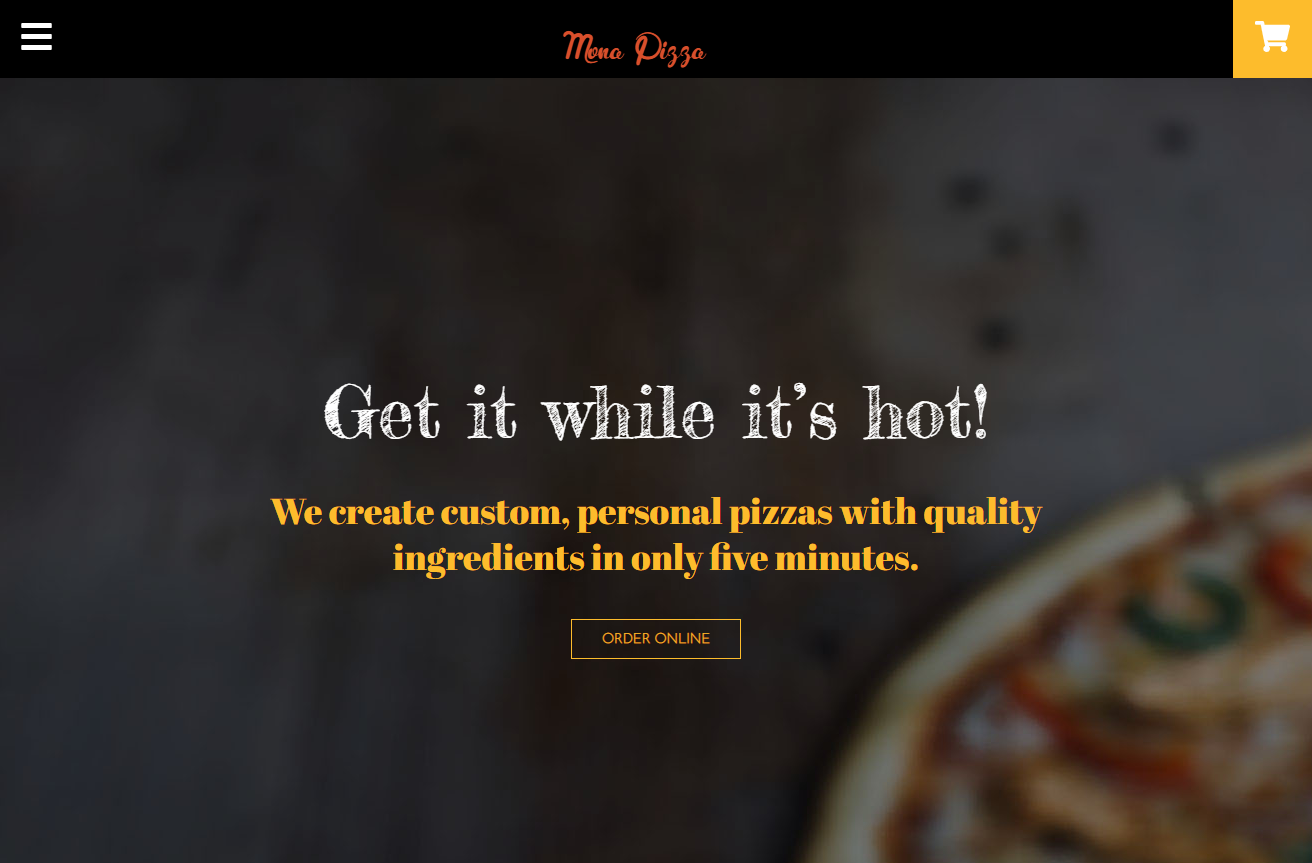 Mona Pizza
Get it while it’s hot!
We create custom, personal pizzas with quality
ingredients in only five minutes.
ORDER ONLINE